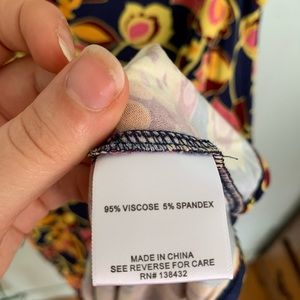 95% VISCOSE 5% SPANDEX
MADE IN CHINA
SEE REVERSE FOR CARE
RN# 138432